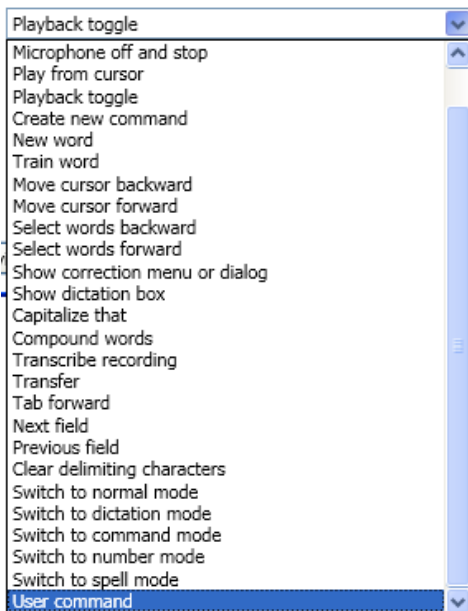 Playback toggle
Microphone off and stop
Play from cursor
Playback toggle
Create new command
New word
Train word
Move cursor backward
Move cursor forward
Select words backward
Select words forward
Show correction menu or dialog
Show dictation box
Capitalize that
Compound words
Transcribe recording
Transfer
Tab forward
Next field
Previous field
Clear delimiting characters
Switch to normal mode
Switch to dictation mode
Switch to command mode
Switch to number mode
Switch to spell mode
User command